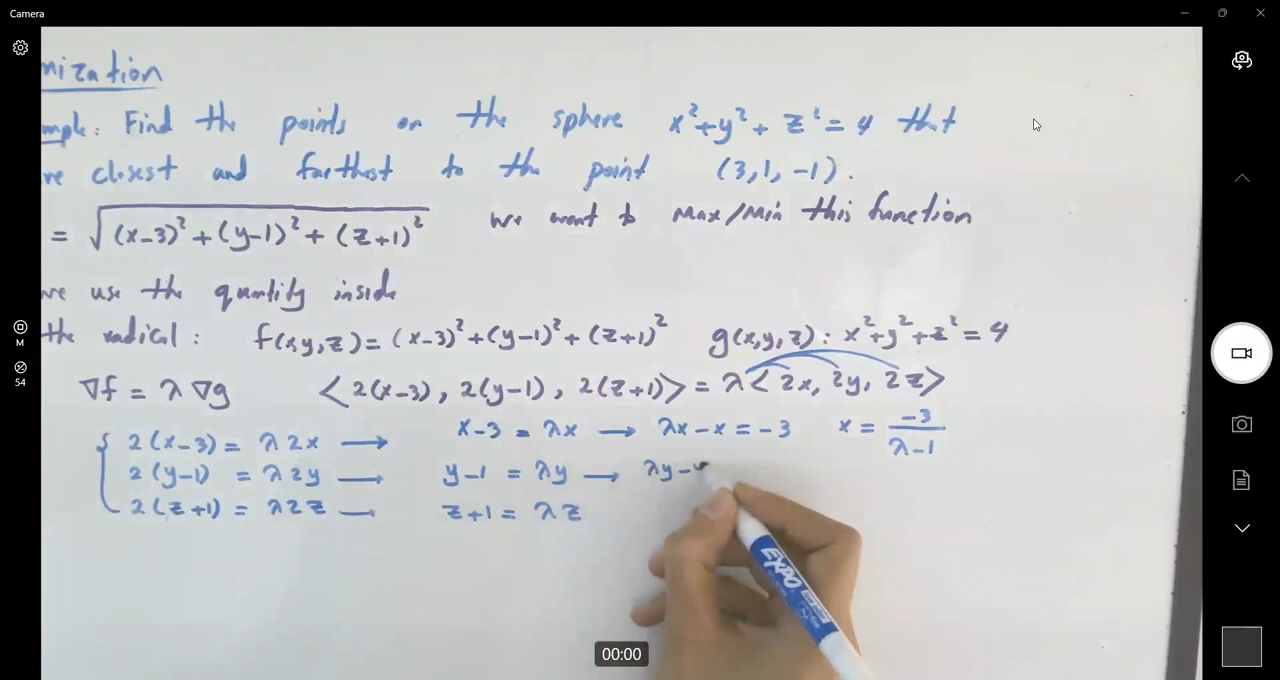 Camera
mization
mple: Find the points on the sphere x²+y²+z²=4 that
re closest and farthest to the point (3,1,-1).
= √((x-3)²+(y-1)²+(z+1)²) we want to Max/Min this function
we use the quantity inside
the radical: f(x,y,z)=(x-3)²+(y-1)²+(z+1)² g(x,y,z): x²+y²+z²=4
∇f = λ∇g <2(x-3), 2(y-1), 2(z+1)> = λ<2x, 2y, 2z>
{ 2(x-3) = λ2x → x-3 = λx → λx-x=-3 x = -3/(λ-1)
2(y-1) = λ2y → y-1 = λy → λy-
2(z+1) = λ2z → z+1 = λz
M
54
EXPO
00:00